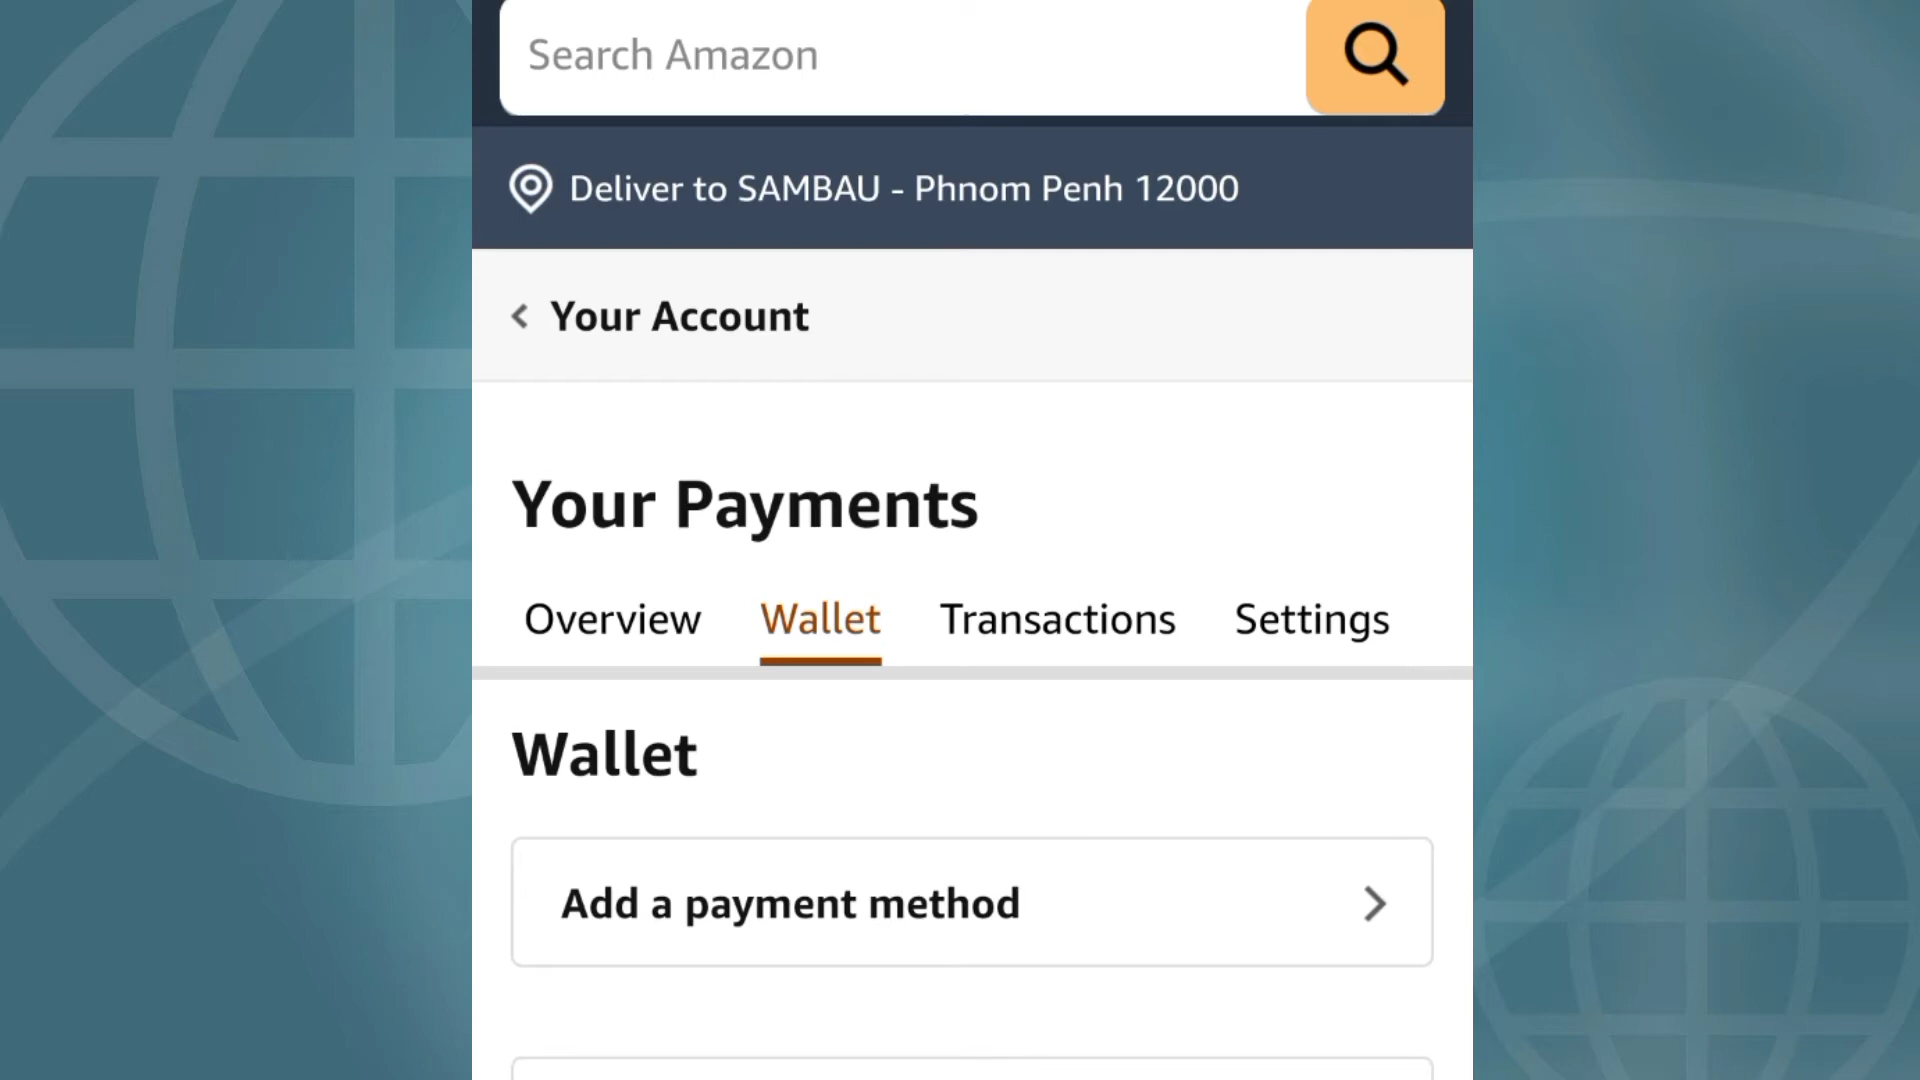 Search Amazon
Deliver to SAMBAU - Phnom Penh 12000
Your Account
Your Payments
Overview Wallet Transactions Settings
Wallet
Add a payment method